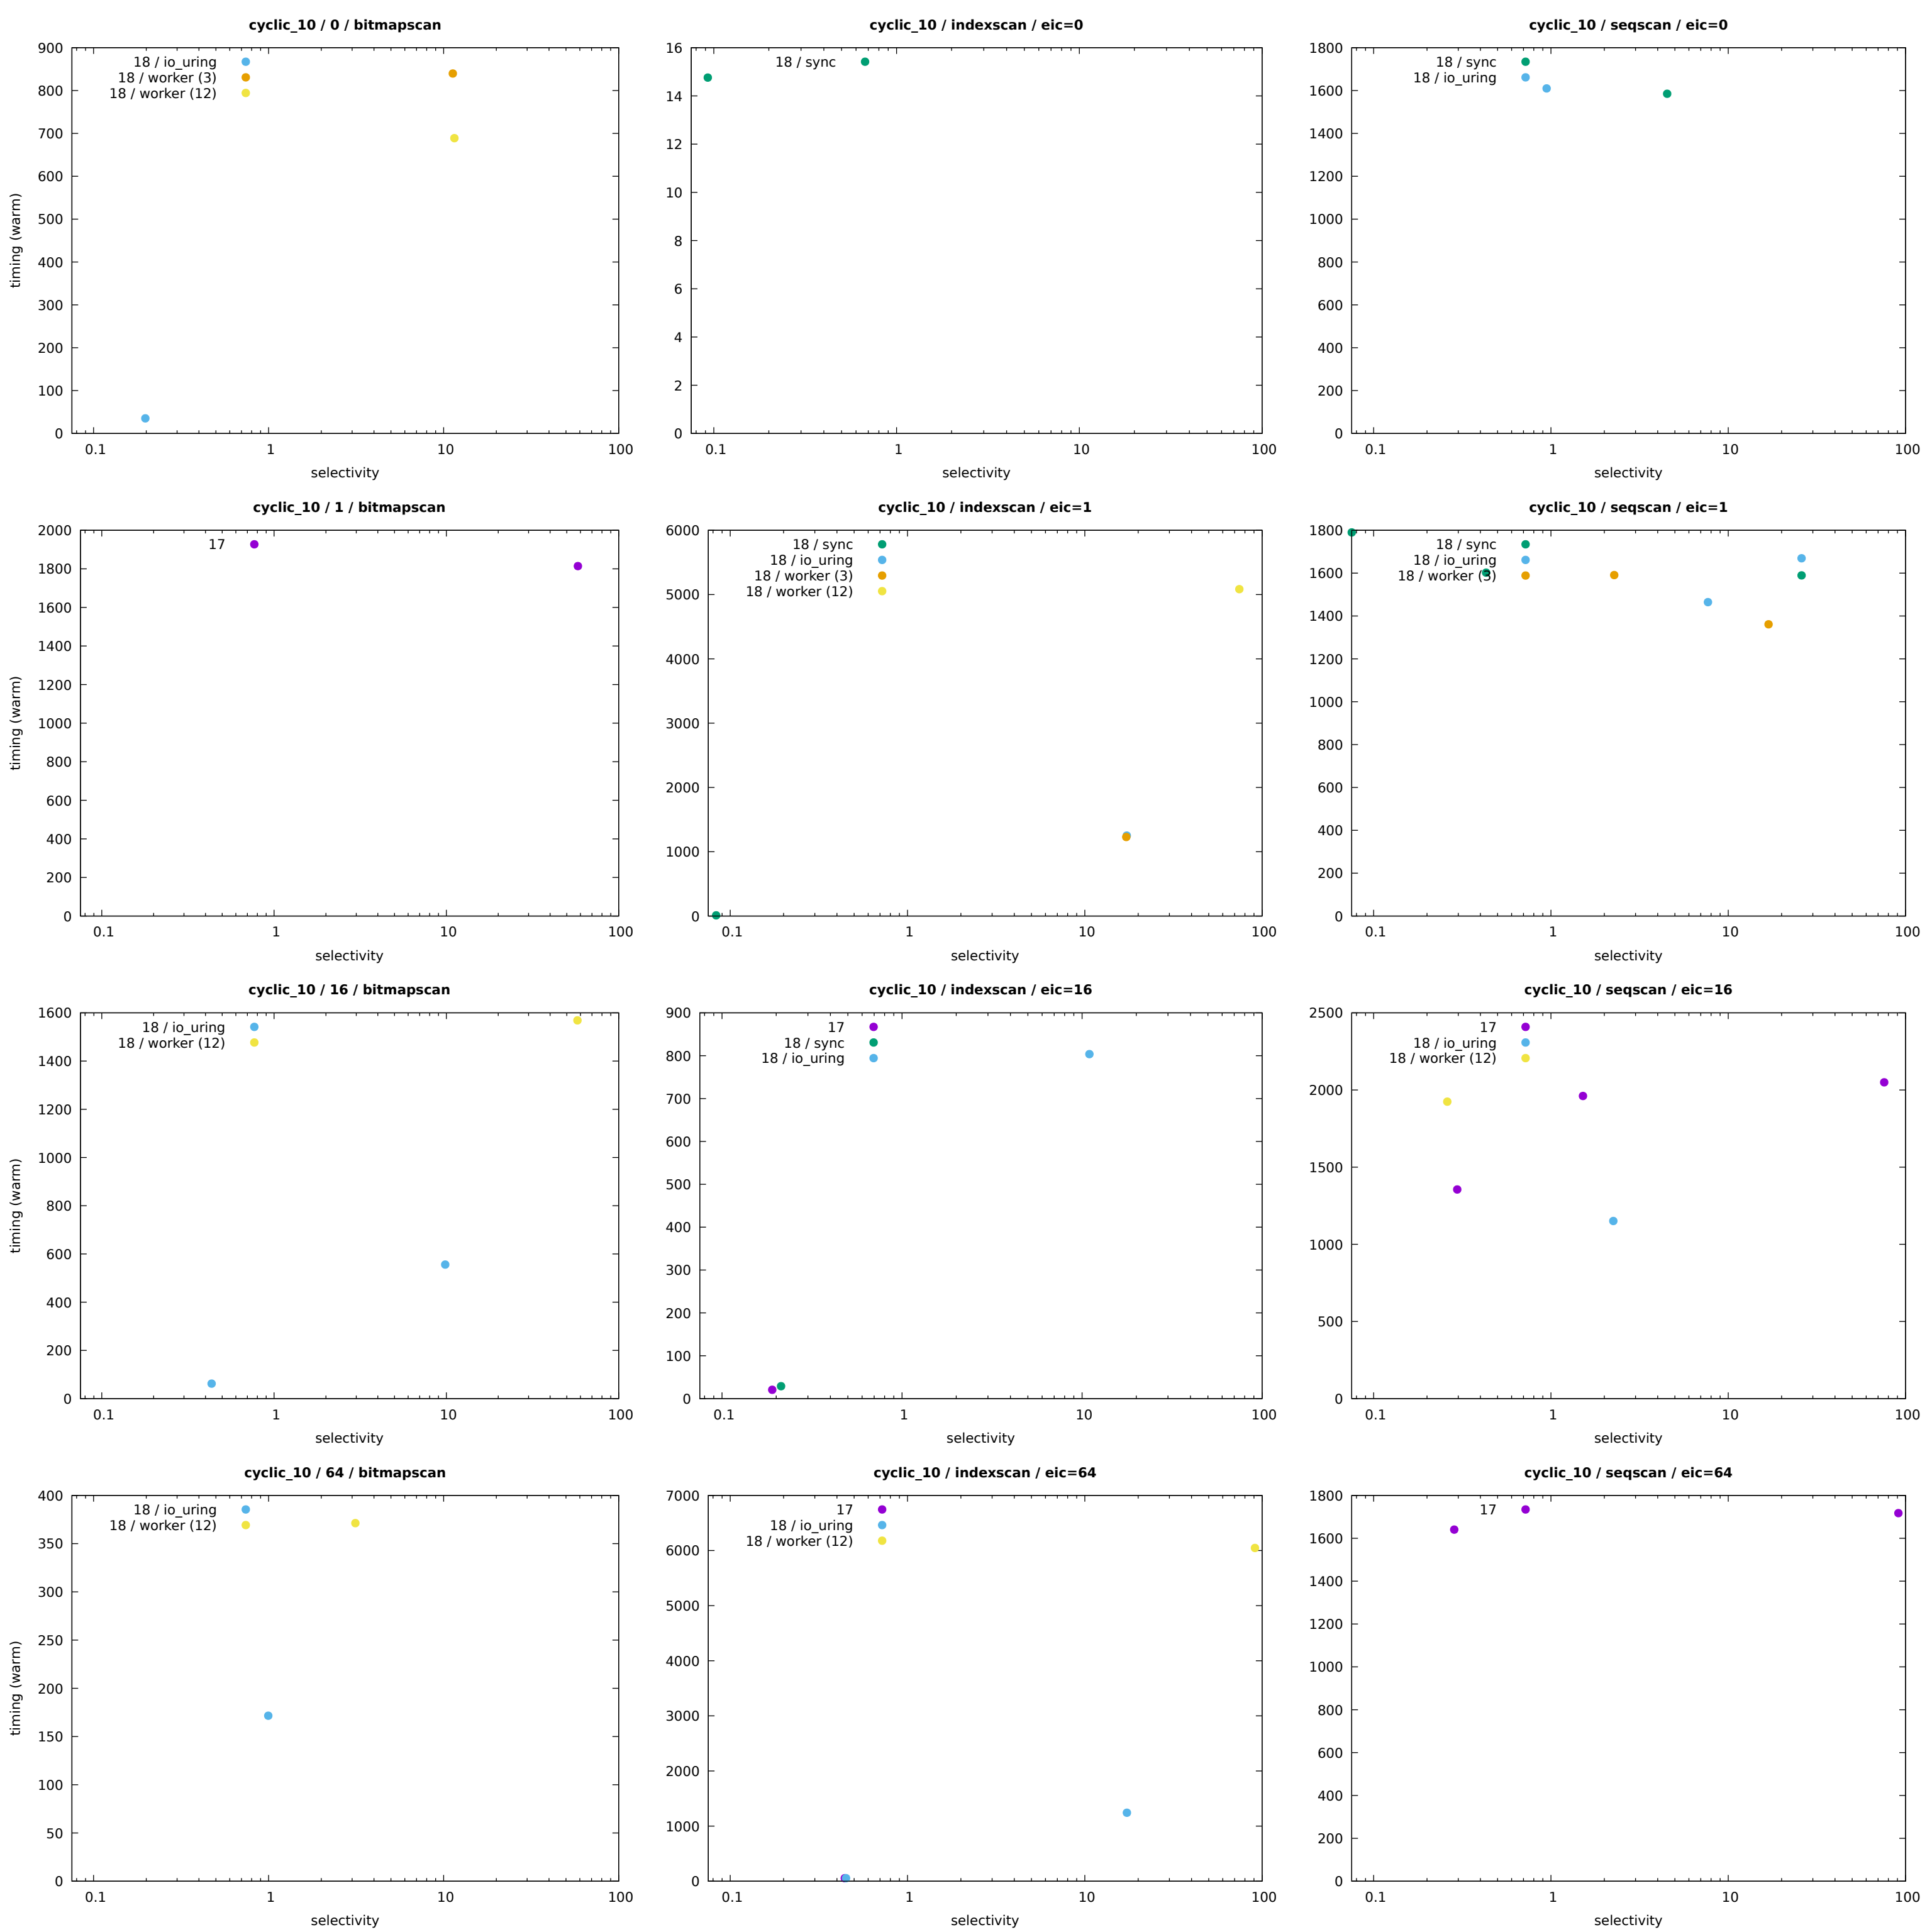 cyclic_10 / 0 / bitmapscan
900
800
700
600
500
400
300
200
100
0
timing (warm)
18 / io_uring
18 / worker (3)
18 / worker (12)
0.1 1 10 100
selectivity
cyclic_10 / indexscan / eic=0
16
14
12
10
8
6
4
2
0
18 / sync
0.1 1 10 100
selectivity
cyclic_10 / seqscan / eic=0
1800
1600
1400
1200
1000
800
600
400
200
0
18 / sync
18 / io_uring
0.1 1 10 100
selectivity
cyclic_10 / 1 / bitmapscan
2000
1800
1600
1400
1200
1000
800
600
400
200
0
timing (warm)
17
0.1 1 10 100
selectivity
cyclic_10 / indexscan / eic=1
6000
5000
4000
3000
2000
1000
0
18 / sync
18 / io_uring
18 / worker (3)
18 / worker (12)
0.1 1 10 100
selectivity
cyclic_10 / seqscan / eic=1
1800
1600
1400
1200
1000
800
600
400
200
0
18 / sync
18 / io_uring
18 / worker (3)
0.1 1 10 100
selectivity
cyclic_10 / 16 / bitmapscan
1600
1400
1200
1000
800
600
400
200
0
timing (warm)
18 / io_uring
18 / worker (12)
0.1 1 10 100
selectivity
cyclic_10 / indexscan / eic=16
900
800
700
600
500
400
300
200
100
0
17
18 / sync
18 / io_uring
0.1 1 10 100
selectivity
cyclic_10 / seqscan / eic=16
2500
2000
1500
1000
500
0
17
18 / io_uring
18 / worker (12)
0.1 1 10 100
selectivity
cyclic_10 / 64 / bitmapscan
400
350
300
250
200
150
100
50
0
timing (warm)
18 / io_uring
18 / worker (12)
0.1 1 10 100
selectivity
cyclic_10 / indexscan / eic=64
7000
6000
5000
4000
3000
2000
1000
0
17
18 / io_uring
18 / worker (12)
0.1 1 10 100
selectivity
cyclic_10 / seqscan / eic=64
1800
1600
1400
1200
1000
800
600
400
200
0
17
0.1 1 10 100
selectivity